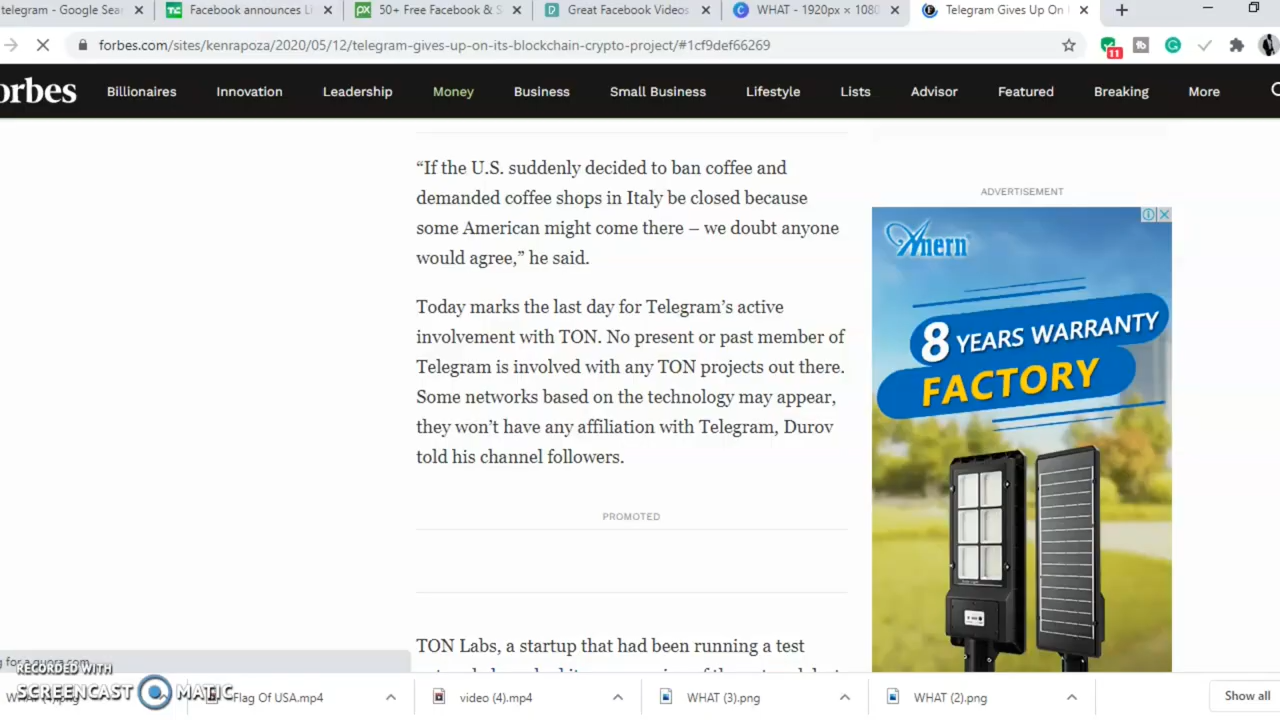 telegram - Google Sea
Facebook announces L
50+ Free Facebook & S
Great Facebook Videos
WHAT - 1920px × 1080
Telegram Gives Up On
forbes.com/sites/kenrapoza/2020/05/12/telegram-gives-up-on-its-blockchain-crypto-project/#1cf9def66269
11
orbes
Billionaires
Innovation
Leadership
Money
Business
Small Business
Lifestyle
Lists
Advisor
Featured
Breaking
More
“If the U.S. suddenly decided to ban coffee and
demanded coffee shops in Italy be closed because
some American might come there – we doubt anyone
would agree,” he said.
Today marks the last day for Telegram’s active
involvement with TON. No present or past member of
Telegram is involved with any TON projects out there.
Some networks based on the technology may appear,
they won’t have any affiliation with Telegram, Durov
told his channel followers.
PROMOTED
TON Labs, a startup that had been running a test
ADVERTISEMENT
Anern
8 YEARS WARRANTY
FACTORY
RECORDED WITH
SCREENCAST MATIC
Flag Of USA.mp4
video (4).mp4
WHAT (3).png
WHAT (2).png
Show all